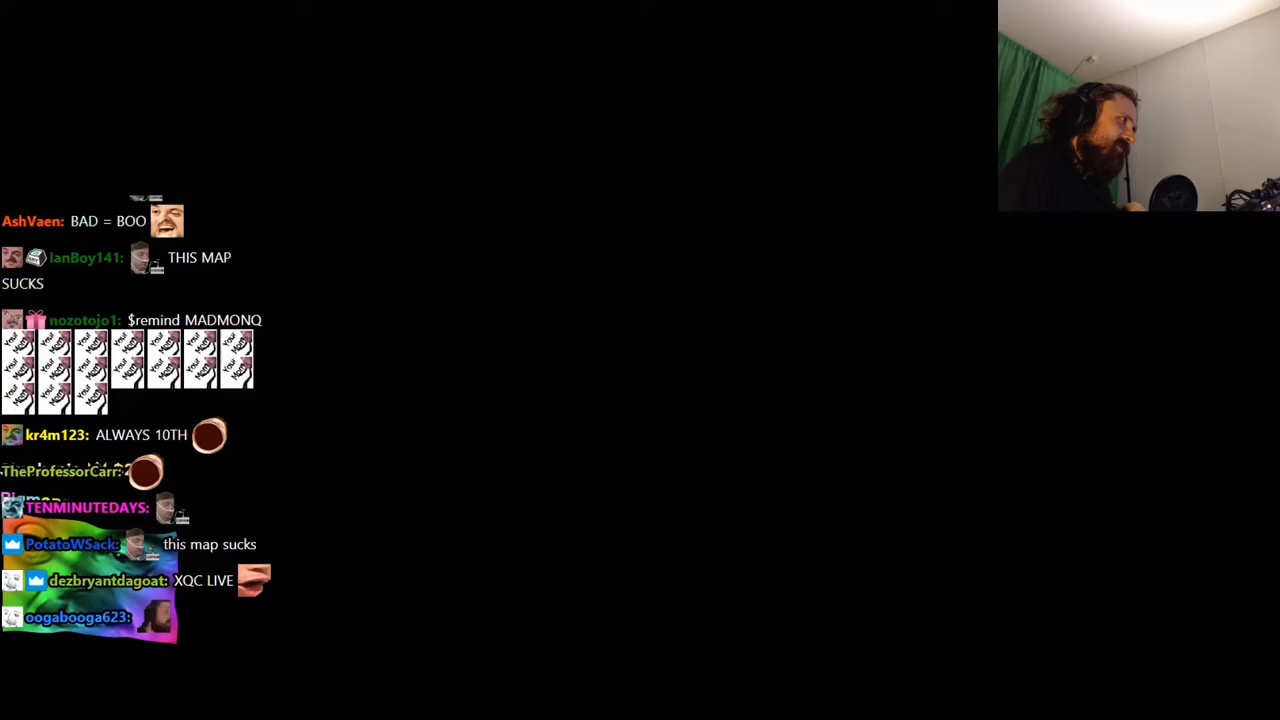 AshVaen: BAD = BOO
IanBoy141: THIS MAP
SUCKS
nozotojo1: $remind MADMONQ
kr4m123: ALWAYS 10TH
TheProfessorCarr:
TENMINUTEDAYS:
PotatoWSack: this map sucks
dezbryantdagoat: XQC LIVE
oogabooga623: